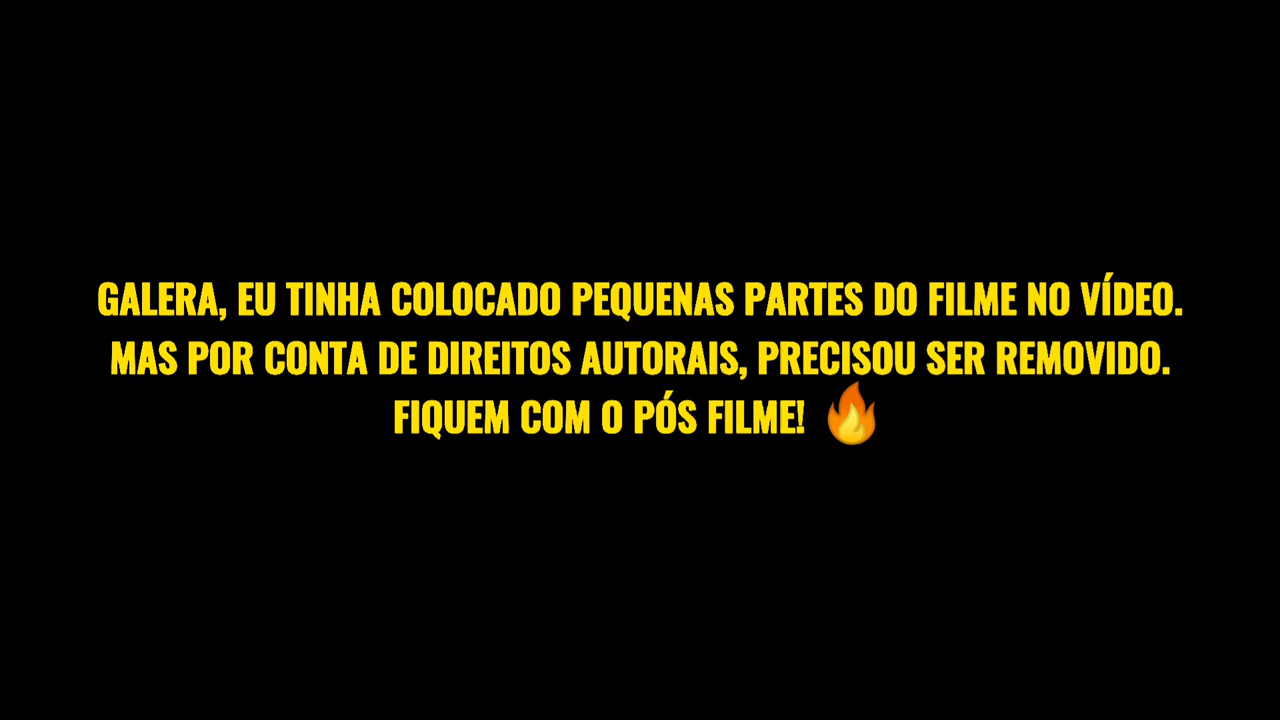 GALERA, EU TINHA COLOCADO PEQUENAS PARTES DO FILME NO VÍDEO.
MAS POR CONTA DE DIREITOS AUTORAIS, PRECISOU SER REMOVIDO.
FIQUEM COM O PÓS FILME! 🔥